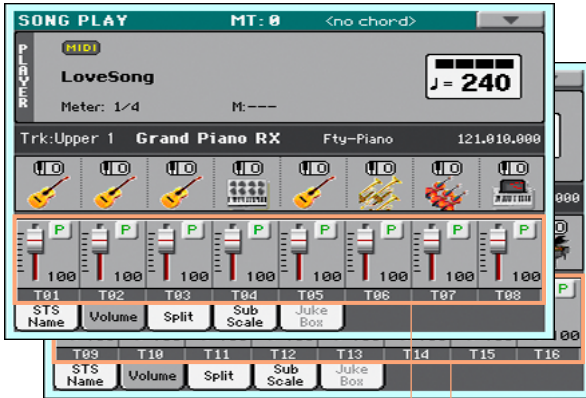 SONG PLAY MT: 0 <no chord>
PLAYER
MIDI
LoveSong
♩= 240
Meter: 1/4 M:---
Trk:Upper 1 Grand Piano RX Fty-Piano 121.010.000
P P P P P P P P
100 100 100 100 100 100 100 100
T01 T02 T03 T04 T05 T06 T07 T08
STS Name Volume Split Sub Scale Juke Box
000
P
00
T09 T10 T11 T12 T13 T14 T15 T16
STS Name Volume Split Sub Scale Juke Box